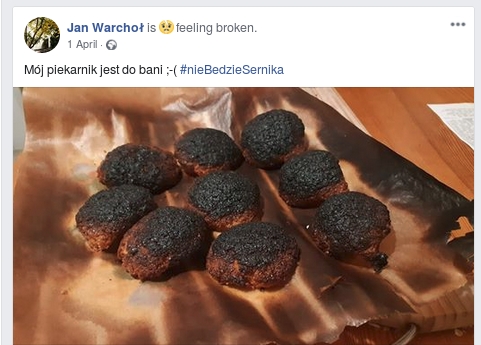 Jan Warchoł is 😢 feeling broken.
1 April ·
Mój piekarnik jest do bani ;-( #nieBedzieSernika